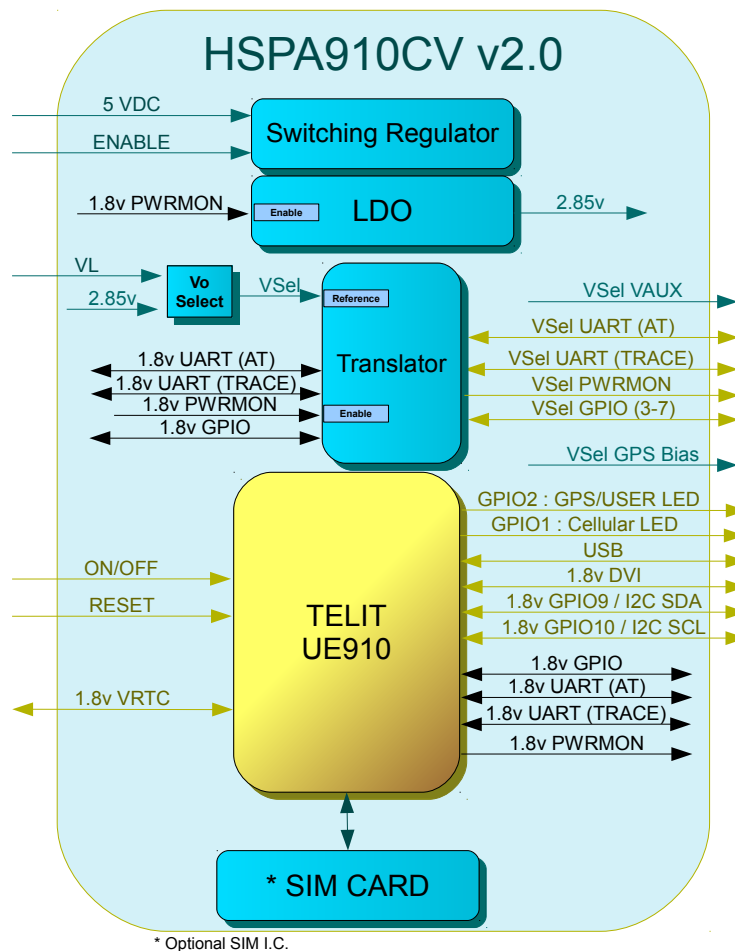 HSPA910CV v2.0
5 VDC
ENABLE
Switching Regulator
1.8v PWRMON
Enable
LDO
2.85v
VL
2.85v
Vo
Select
VSel
Reference
Translator
Enable
1.8v UART (AT)
1.8v UART (TRACE)
1.8v PWRMON
1.8v GPIO
VSel VAUX
VSel UART (AT)
VSel UART (TRACE)
VSel PWRMON
VSel GPIO (3-7)
VSel GPS Bias
ON/OFF
RESET
1.8v VRTC
TELIT
UE910
GPIO2 : GPS/USER LED
GPIO1 : Cellular LED
USB
1.8v DVI
1.8v GPIO9 / I2C SDA
1.8v GPIO10 / I2C SCL
1.8v GPIO
1.8v UART (AT)
1.8v UART (TRACE)
1.8v PWRMON
* SIM CARD
* Optional SIM I.C.